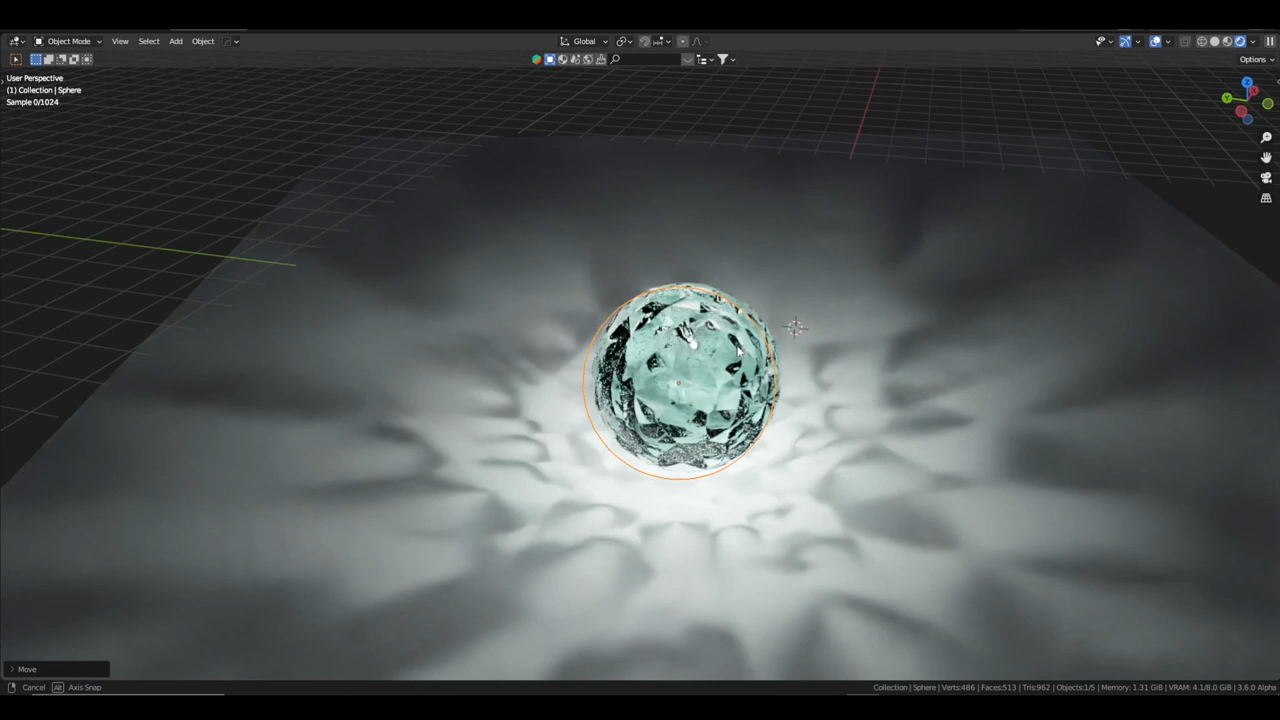 Object Mode View Select Add Object Global
Options
User Perspective
(1) Collection | Sphere
Sample 0/1024
Z
Y
Move
Cancel Alt Axis Snap Collection | Sphere | Verts:486 | Faces:513 | Tris:962 | Objects:1/5 | Memory: 1.31 GiB | VRAM: 4.1/8.0 GiB | 3.6.0 Alpha